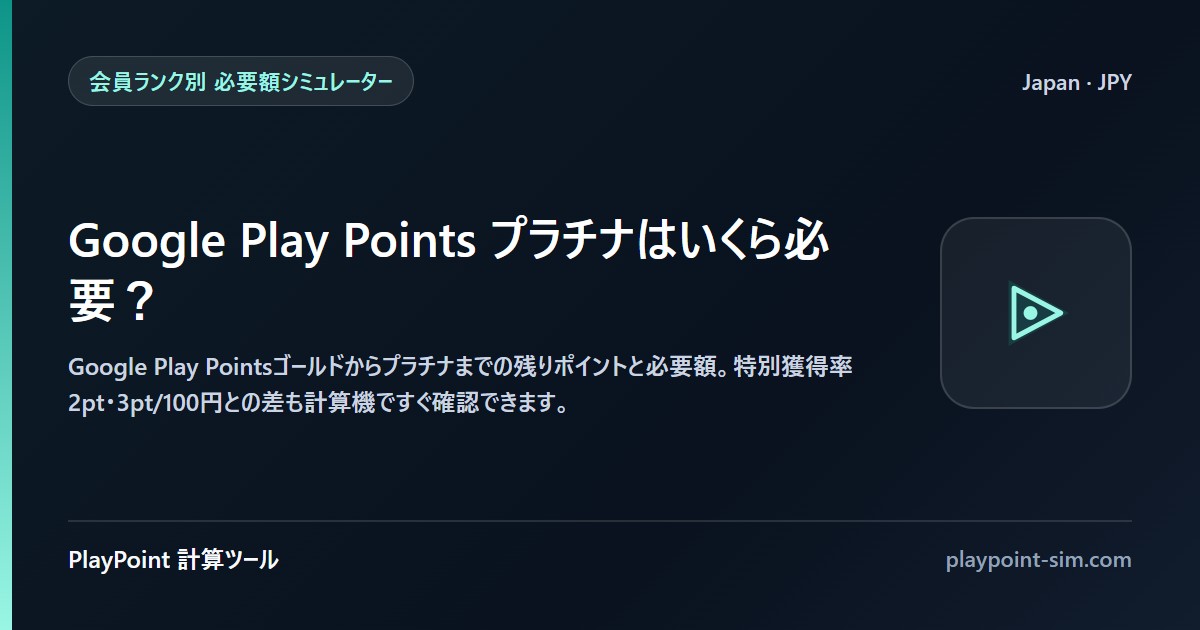 会員ランク別 必要額シミュレーター
Japan · JPY
Google Play Points プラチナはいくら必
要？
Google Play Pointsゴールドからプラチナまでの残りポイントと必要額。特別獲得率
2pt・3pt/100円との差も計算機ですぐ確認できます。
PlayPoint 計算ツール
playpoint-sim.com